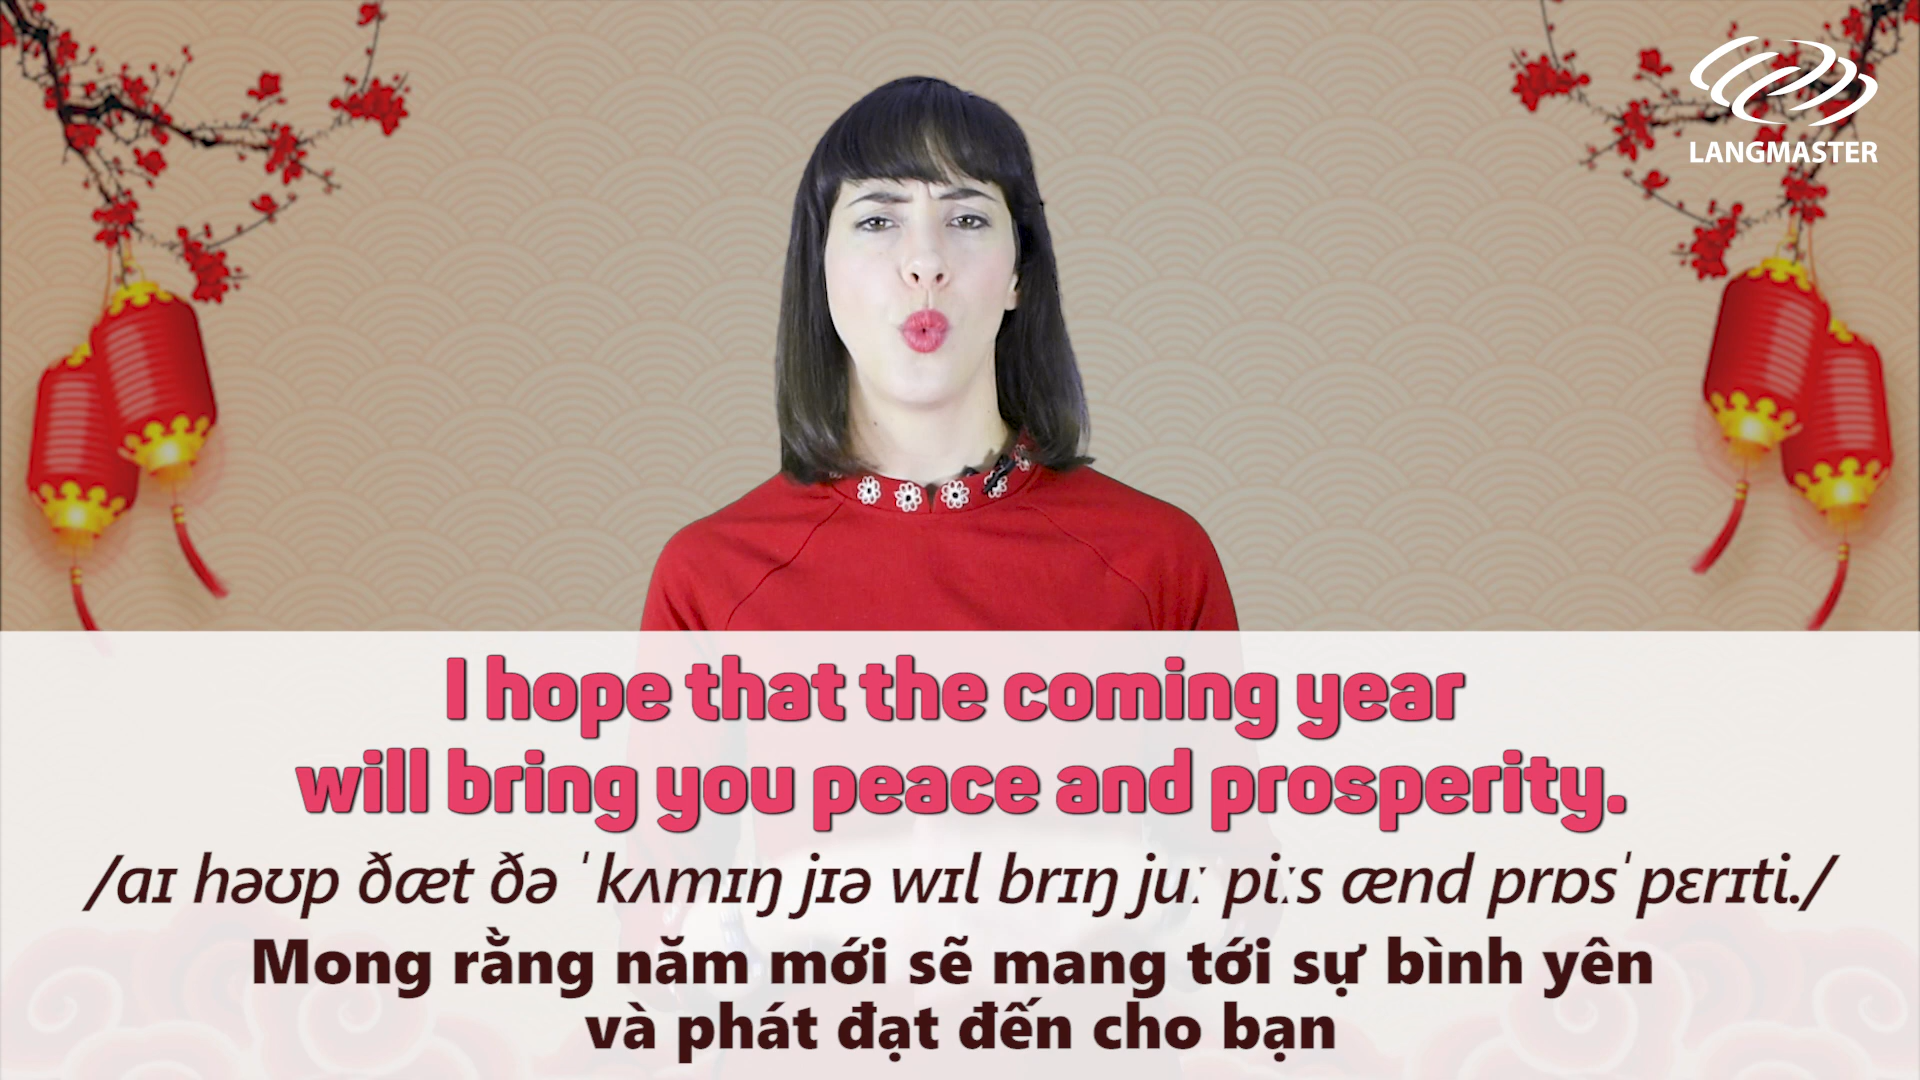 LANGMASTER
I hope that the coming year
will bring you peace and prosperity.
/aɪ həʊp ðæt ðə ˈkʌmɪŋ jɪə wɪl brɪŋ juː piːs ænd prɒsˈpɛrɪti./
Mong rằng năm mới sẽ mang tới sự bình yên
và phát đạt đến cho bạn